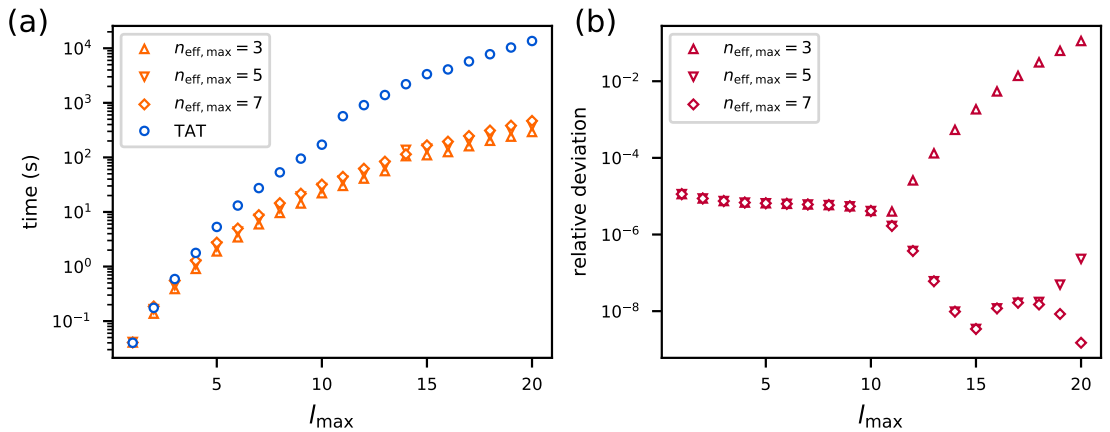 (a)
n_eff, max = 3
n_eff, max = 5
n_eff, max = 7
TAT
time (s)
10^4
10^3
10^2
10^1
10^0
10^−1
5
10
15
20
l_max
(b)
n_eff, max = 3
n_eff, max = 5
n_eff, max = 7
relative deviation
10^−2
10^−4
10^−6
10^−8
5
10
15
20
l_max